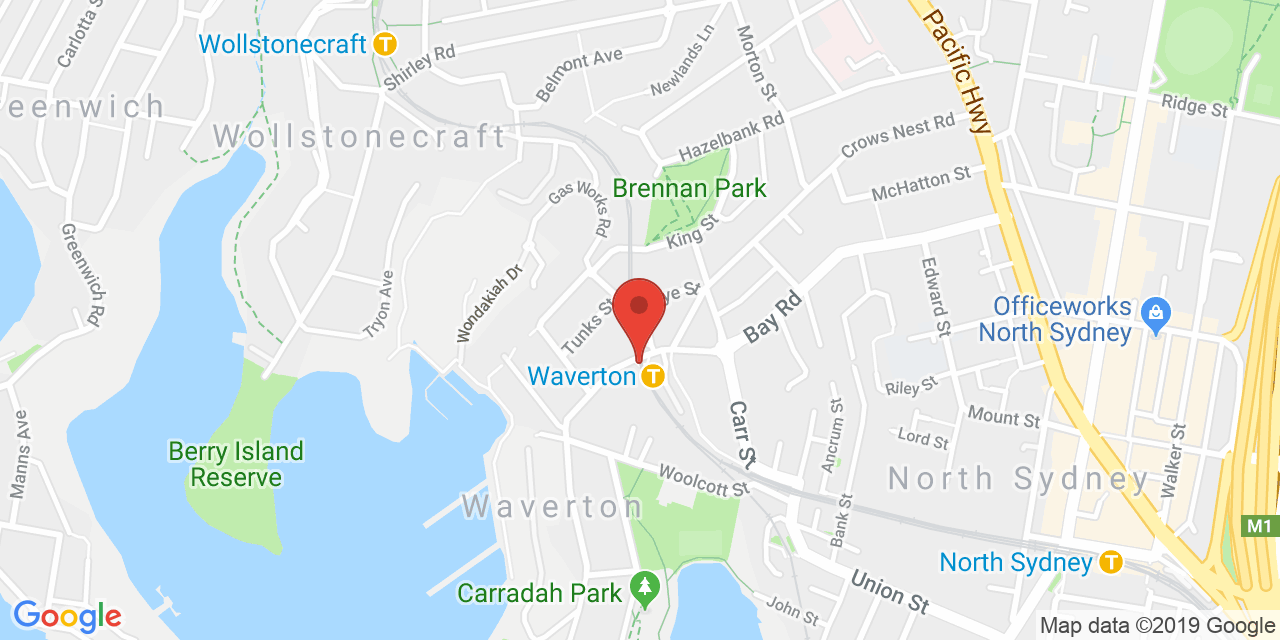 Carlotta S
Wollstonecraft
T
Shirley Rd
Belmont Ave
Newlands Ln
Morton St
Pacific Hwy
Ridge St
eenwich
Wollstonecraft
Hazelbank Rd
Crows Nest Rd
McHatton St
Brennan Park
Gas Works Rd
King St
Greenwich Rd
Tryon Ave
Wondakiah Dr
Tunks St
ye St
Bay Rd
Edward St
Officeworks
North Sydney
Waverton
T
Riley St
Mount St
Carr St
Ancrum St
Lord St
Walker St
Manns Ave
Berry Island
Reserve
Woolcott St
North Sydney
Waverton
Bank St
M1
North Sydney
T
Carradah Park
Union St
John St
Google
Map data ©2019 Google